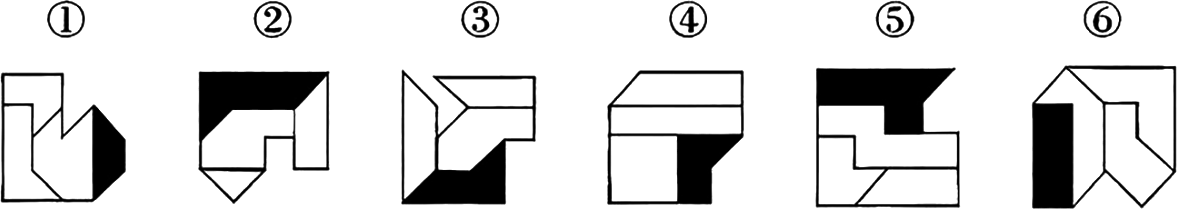 ① ② ③ ④ ⑤ ⑥